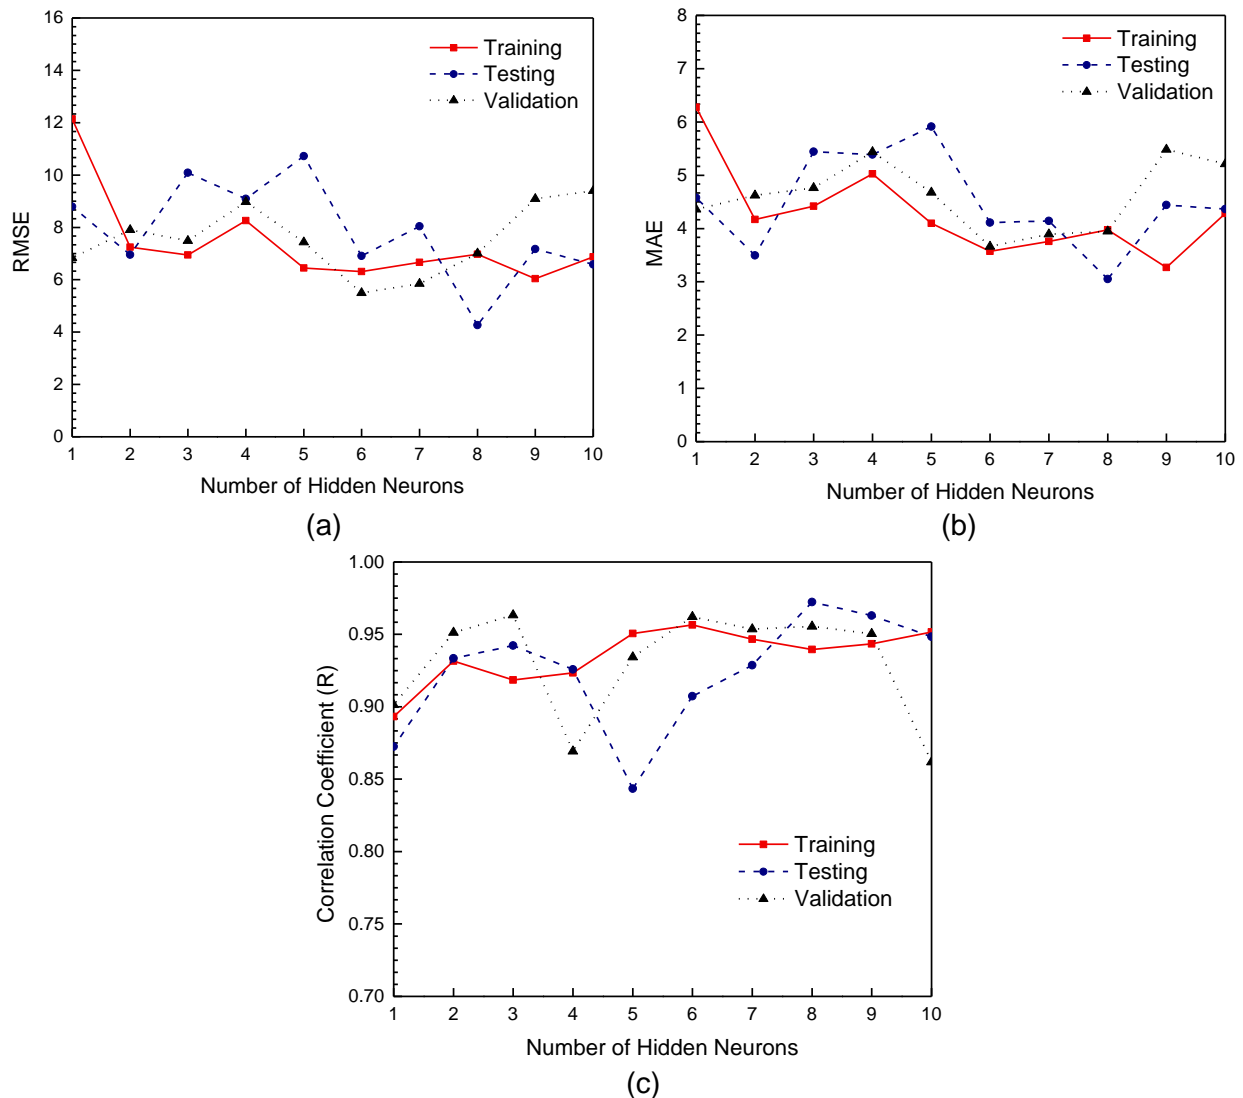 16
14
12
10
8
6
4
2
0
RMSE
Training
Testing
Validation
1 2 3 4 5 6 7 8 9 10
Number of Hidden Neurons
(a)
8
7
6
5
4
3
2
1
0
MAE
Training
Testing
Validation
1 2 3 4 5 6 7 8 9 10
Number of Hidden Neurons
(b)
1.00
0.95
0.90
0.85
0.80
0.75
0.70
Correlation Coefficient (R)
Training
Testing
Validation
1 2 3 4 5 6 7 8 9 10
Number of Hidden Neurons
(c)